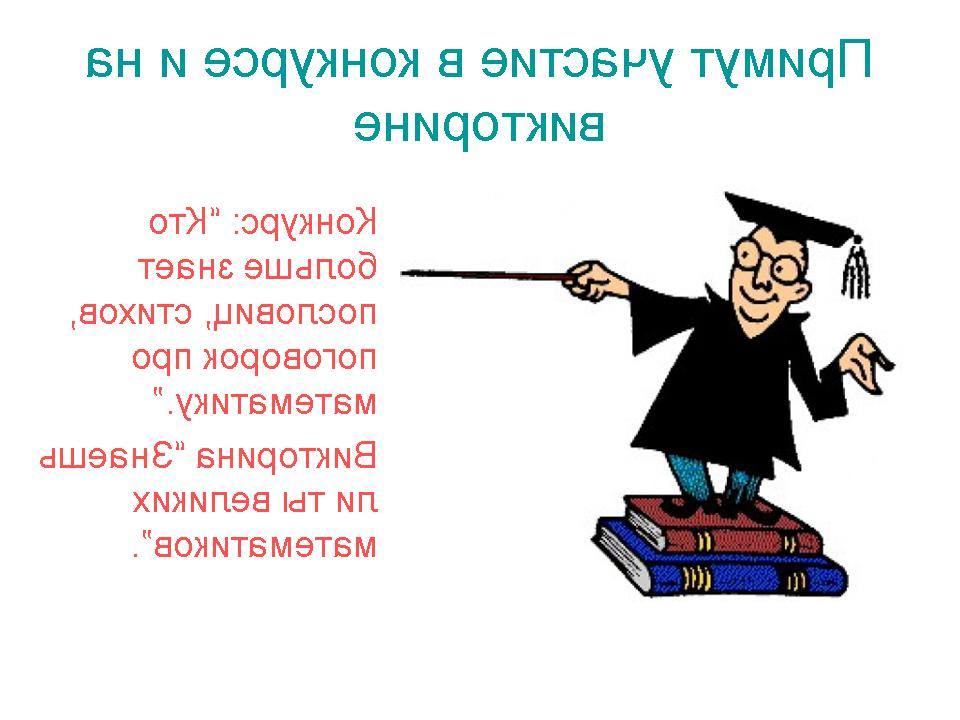 Примут участие в конкурсе и на
викторине
Конкурс: “Кто
больше знает
пословиц, стихов,
поговорок про
математику.”
Викторина “Знаешь
ли ты великих
математиков”.